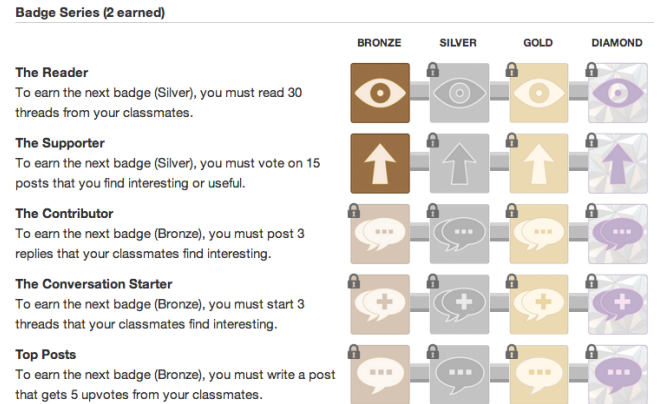 Badge Series (2 earned)
BRONZE SILVER GOLD DIAMOND
The Reader
To earn the next badge (Silver), you must read 30
threads from your classmates.
The Supporter
To earn the next badge (Silver), you must vote on 15
posts that you find interesting or useful.
The Contributor
To earn the next badge (Bronze), you must post 3
replies that your classmates find interesting.
The Conversation Starter
To earn the next badge (Bronze), you must start 3
threads that your classmates find interesting.
Top Posts
To earn the next badge (Bronze), you must write a post
that gets 5 upvotes from your classmates.